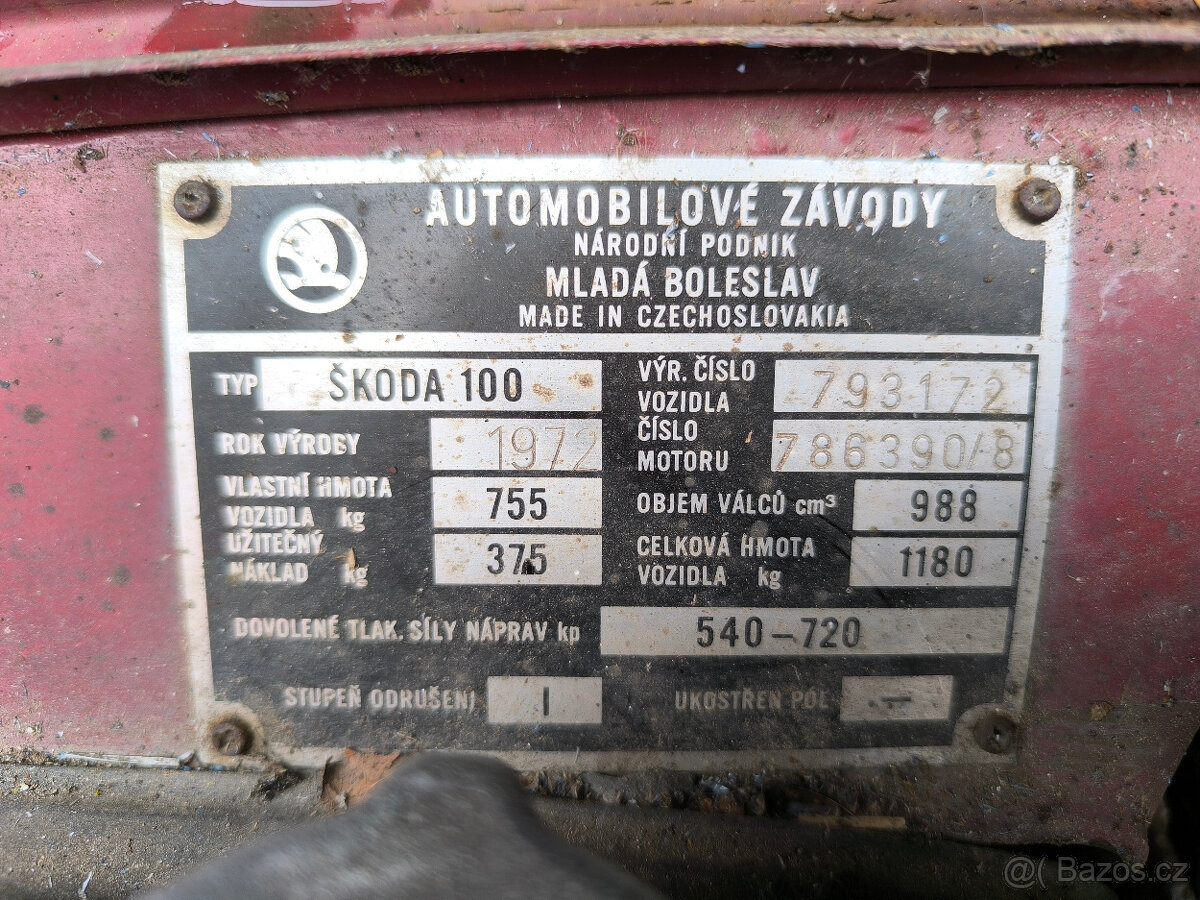 AUTOMOBILOVÉ ZÁVODY
NÁRODNÍ PODNIK
MLADÁ BOLESLAV
MADE IN CZECHOSLOVAKIA
TYP ŠKODA 100
VÝR. ČÍSLO
VOZIDLA 793172
ROK VÝROBY 1972
ČÍSLO
MOTORU 786390/8
VLASTNÍ HMOTA
VOZIDLA kg 755
OBJEM VÁLCŮ cm³ 988
UŽITEČNÝ
NÁKLAD kg 375
CELKOVÁ HMOTA
VOZIDLA kg 1180
DOVOLENÉ TLAK. SÍLY NÁPRAV kp 540-720
STUPEŇ ODRUŠENÍ I
UKOSTŘEN PÓL -
@( Bazos.cz